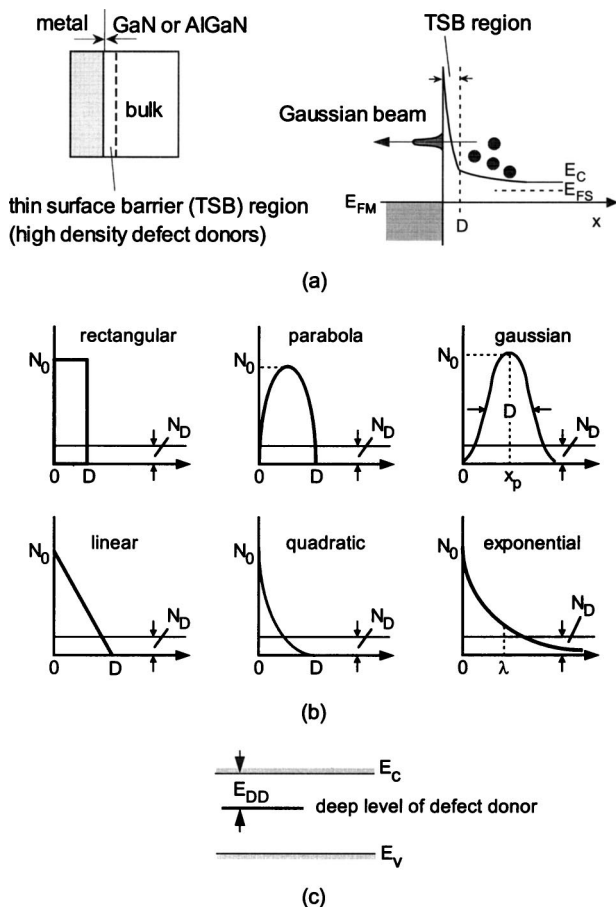 metal GaN or AlGaN
bulk
thin surface barrier (TSB) region
(high density defect donors)
TSB region
Gaussian beam
E_C
E_FS
E_FM
D x
(a)
rectangular
N_0
N_D
0 D
parabola
N_0
N_D
0 D
gaussian
N_0
D
N_D
0 x_p
linear
N_0
N_D
0 D
quadratic
N_0
N_D
0 D
exponential
N_0
N_D
0 λ
(b)
E_C
E_DD
deep level of defect donor
E_V
(c)